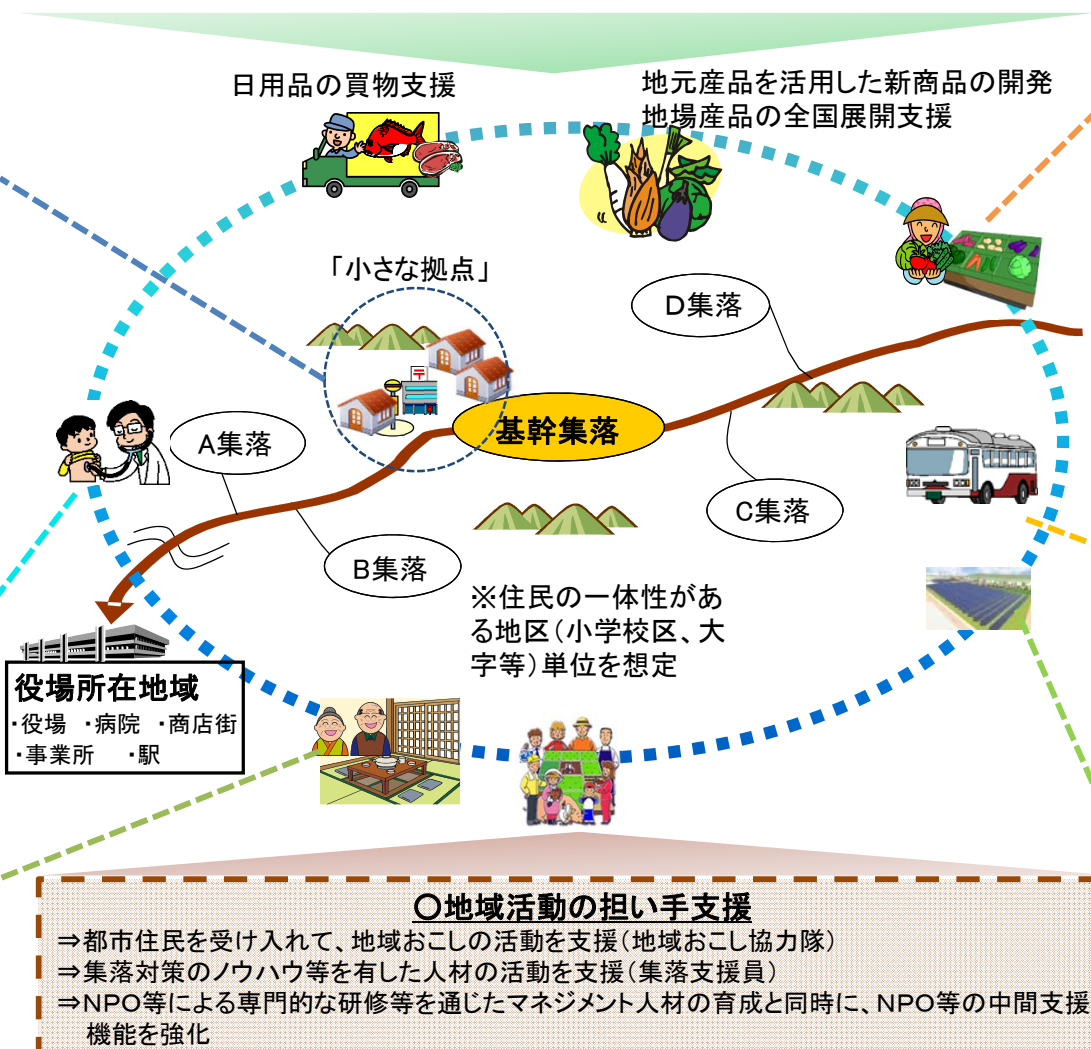 日用品の買物支援
地元産品を活用した新商品の開発
地場産品の全国展開支援
「小さな拠点」
D集落
〒
基幹集落
A集落
C集落
B集落
※住民の一体性があ
る地区（小学校区、大
字等）単位を想定
役場所在地域
・役場　・病院　・商店街
・事業所　・駅
○地域活動の担い手支援
⇒都市住民を受け入れて、地域おこしの活動を支援（地域おこし協力隊）
⇒集落対策のノウハウ等を有した人材の活動を支援（集落支援員）
⇒NPO等による専門的な研修等を通じたマネジメント人材の育成と同時に、NPO等の中間支援
機能を強化